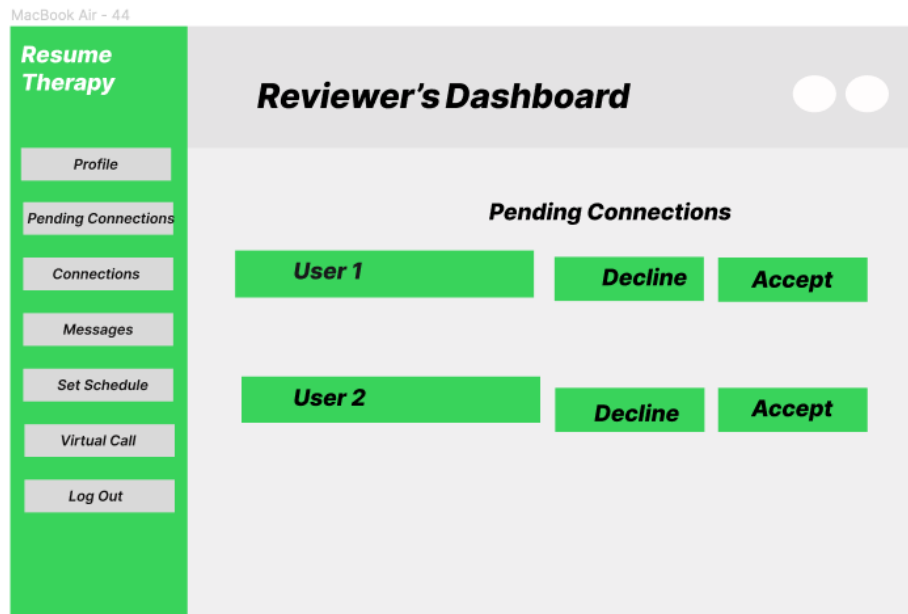 MacBook Air - 44
Resume
Therapy
Reviewer's Dashboard
Profile
Pending Connections
Connections
Messages
Set Schedule
Virtual Call
Log Out
Pending Connections
User 1
Decline
Accept
User 2
Decline
Accept